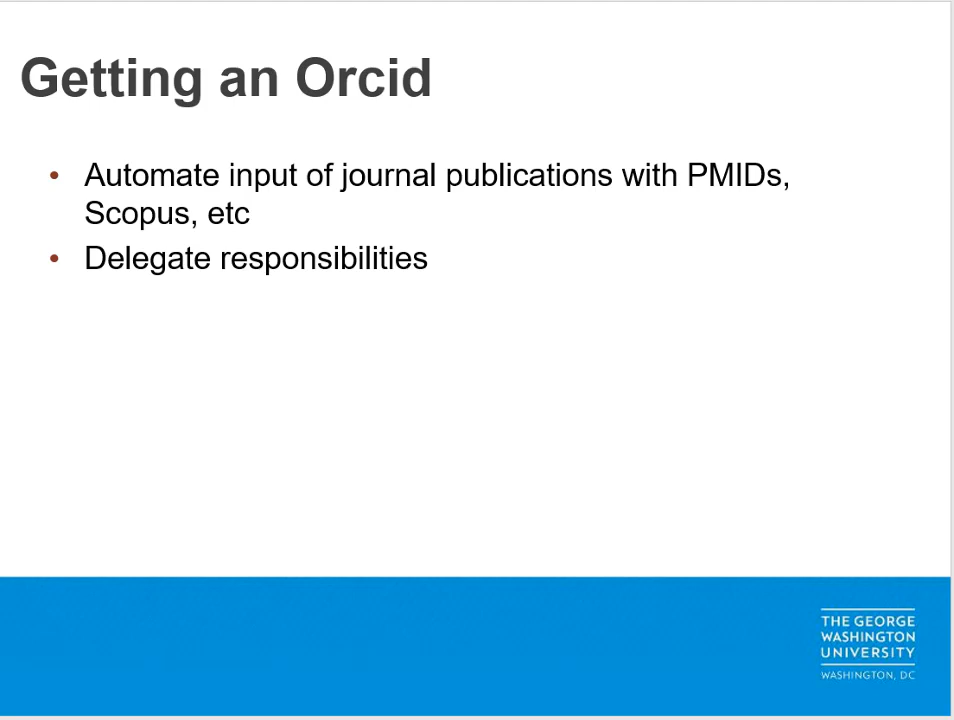 Getting an Orcid
• Automate input of journal publications with PMIDs,
Scopus, etc
• Delegate responsibilities
THE GEORGE
WASHINGTON
UNIVERSITY
WASHINGTON, DC